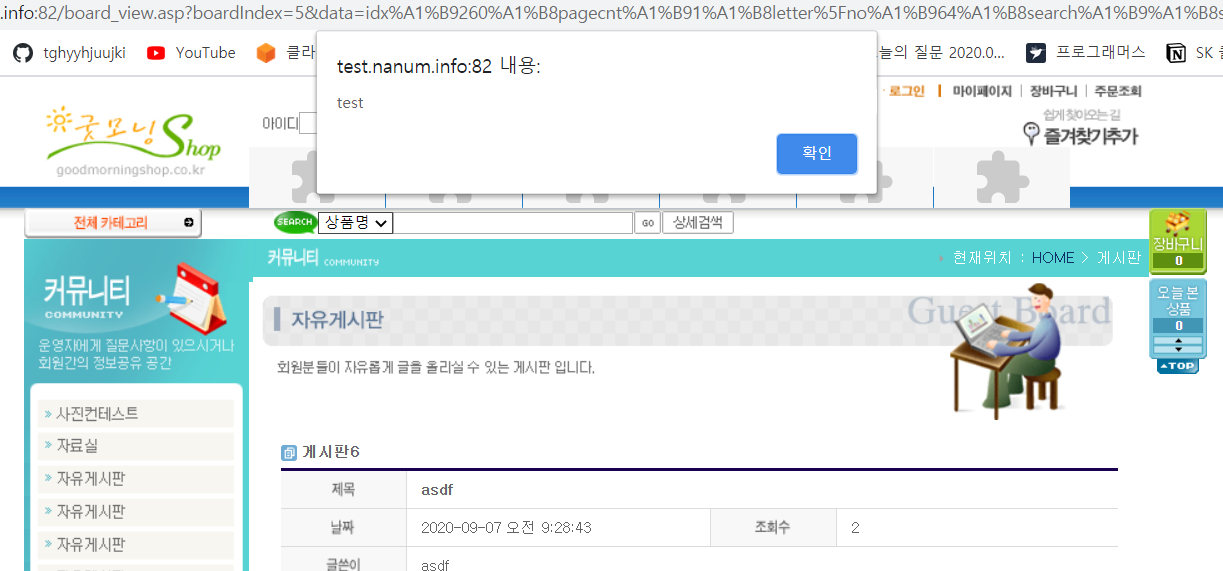 .info:82/board_view.asp?boardIndex=5&data=idx%A1%B9260%A1%B8pagecnt%A1%B91%A1%B8letter%5Fno%A1%B964%A1%B8search%A1%B9%A1%B8s
tghyyhjuujki YouTube 클라 늘의 질문 2020.0... 프로그래머스 SK
test.nanum.info:82 내용:
test
확인
로그인 마이페이지 장바구니 주문조회
쉽게 찾아오는 길
즐겨찾기추가
아이디
굿모닝 Shop
goodmorningshop.co.kr
전체 카테고리
SEARCH 상품명 GO 상세검색
장바구니
0
커뮤니티 COMMUNITY 현재위치 : HOME > 게시판
커뮤니티
COMMUNITY
운영자에게 질문사항이 있으시거나
회원간의 정보공유 공간
오늘 본
상품
0
TOP
Guest Board
자유게시판
회원분들이 자유롭게 글을 올리실 수 있는 게시판 입니다.
» 사진컨테스트
» 자료실
» 자유게시판
» 자유게시판
» 자유게시판
게시판6
제목 asdf
날짜 2020-09-07 오전 9:28:43 조회수 2
글쓴이 asdf